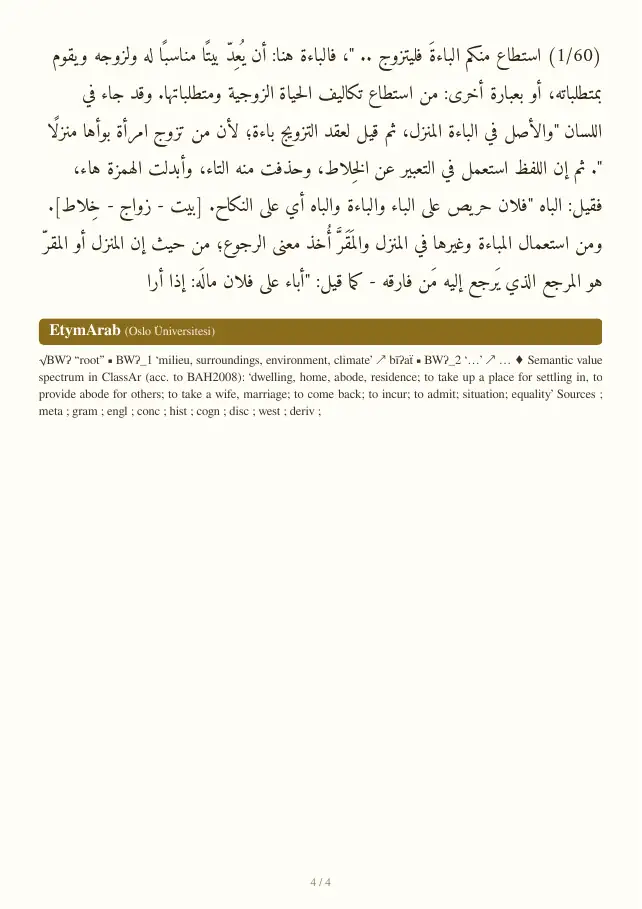 (1/60) استطاع منكم الباءةَ فليتزوج .. "، فالباءة هنا: أن يُعِدّ بيتًا مناسبًا له ولزوجه ويقوم
بمتطلباته، أو بعبارة أخرى: من استطاع تكاليف الحياة الزوجية ومتطلباتها. وقد جاء في
اللسان "والأصل في الباءة المنزل، ثم قيل لعقد التزويج باءة؛ لأن من تزوج امرأة بوأها منزلًا
". ثم إن اللفظ استعمل في التعبير عن الخِلاط، وحذفت منه التاء، وأبدلت الهمزة هاء،
فقيل: الباه "فلان حريص على الباء والباءة والباه أي على النكاح. [بيت - زواج - خِلاط].
ومن استعمال المباءة وغيرها في المنزل والمَقَرَّ أُخذ معنى الرجوع؛ من حيث إن المنزل أو المقرّ
هو المرجع الذي يَرجع إليه مَن فارقه - كما قيل: "أباء على فلان مالَه: إذا أرا
EtymArab (Oslo Üniversitesi)
√BWʔ “root” ▪ BWʔ_1 ‘milieu, surroundings, environment, climate’ ↗ bīʔaẗ ▪ BWʔ_2 ‘…’ ↗ … ♦ Semantic value
spectrum in ClassAr (acc. to BAH2008): ‘dwelling, home, abode, residence; to take up a place for settling in, to
provide abode for others; to take a wife, marriage; to come back; to incur; to admit; situation; equality’ Sources ;
meta ; gram ; engl ; conc ; hist ; cogn ; disc ; west ; deriv ;
4 / 4